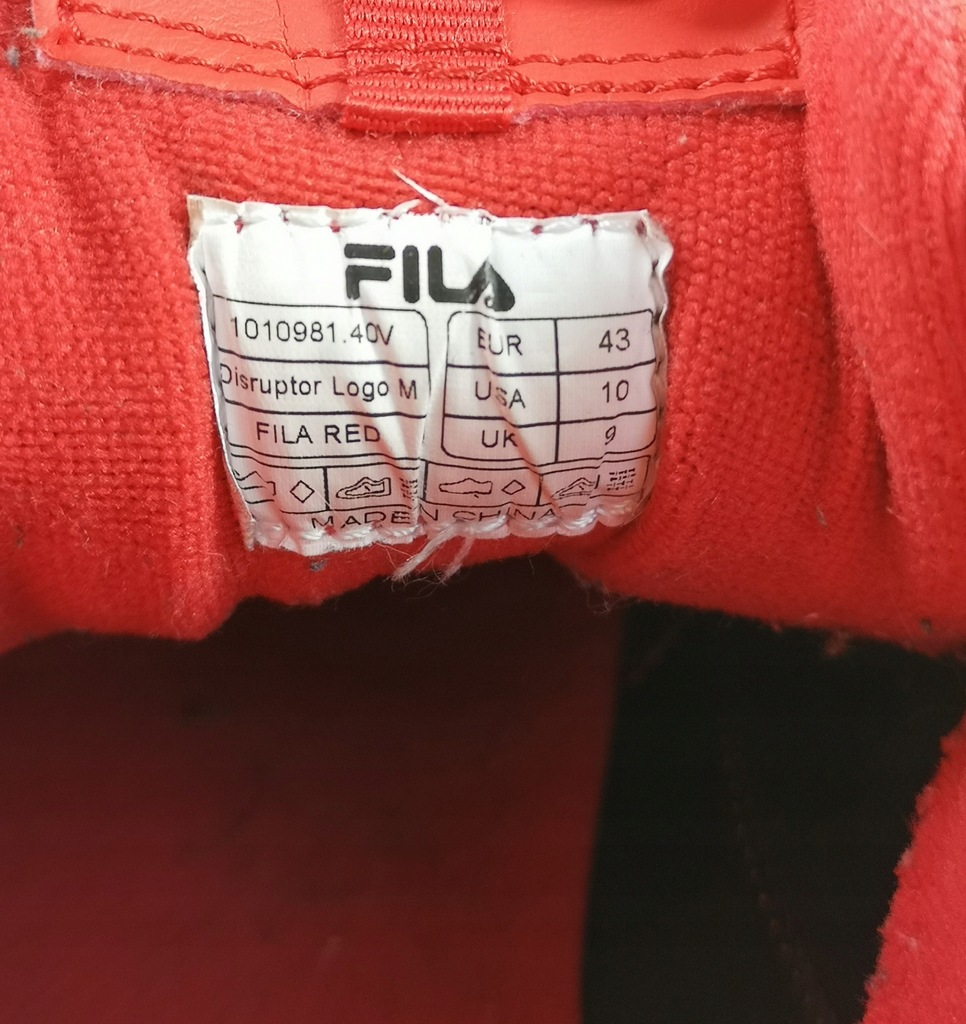 FILA
1010981.40V
Disruptor Logo M
FILA RED
EUR 43
USA 10
UK 9
MADE IN CHINA